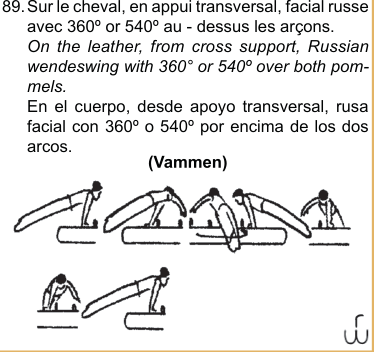 89. Sur le cheval, en appui transversal, facial russe
avec 360º or 540º au - dessus les arçons.
On the leather, from cross support, Russian
wendeswing with 360° or 540º over both pom-
mels.
En el cuerpo, desde apoyo transversal, rusa
facial con 360º o 540º por encima de los dos
arcos.
(Vammen)